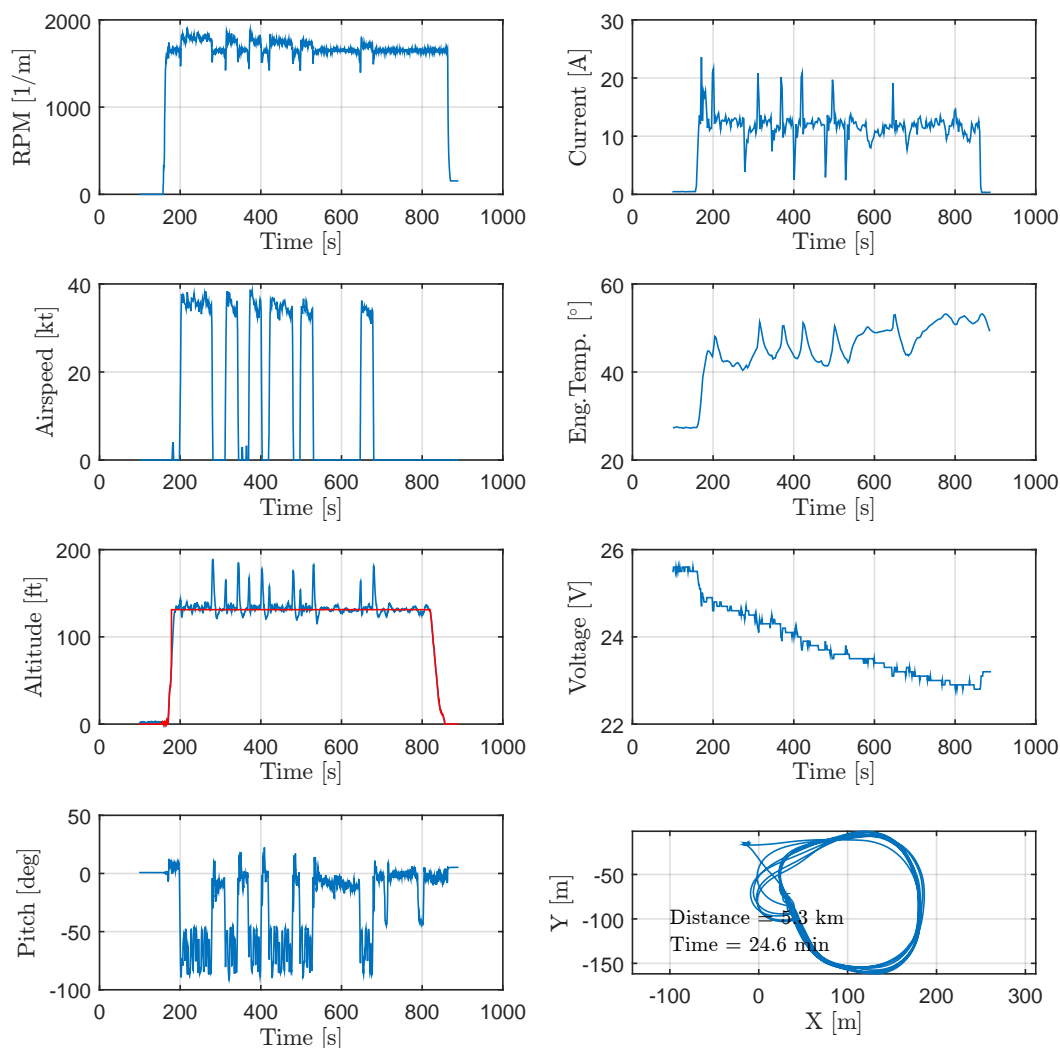 2000
1000
0
RPM [1/m]
0 200 400 600 800 1000
Time [s]
30
20
10
0
Current [A]
0 200 400 600 800 1000
Time [s]
40
20
0
Airspeed [kt]
0 200 400 600 800 1000
Time [s]
60
40
20
Eng.Temp. [°]
0 200 400 600 800 1000
Time [s]
200
100
0
Altitude [ft]
0 200 400 600 800 1000
Time [s]
26
24
22
Voltage [V]
0 200 400 600 800 1000
Time [s]
50
0
-50
-100
Pitch [deg]
0 200 400 600 800 1000
Time [s]
-50
-100
-150
Y [m]
Distance = 5.3 km
Time = 24.6 min
-100 0 100 200 300
X [m]